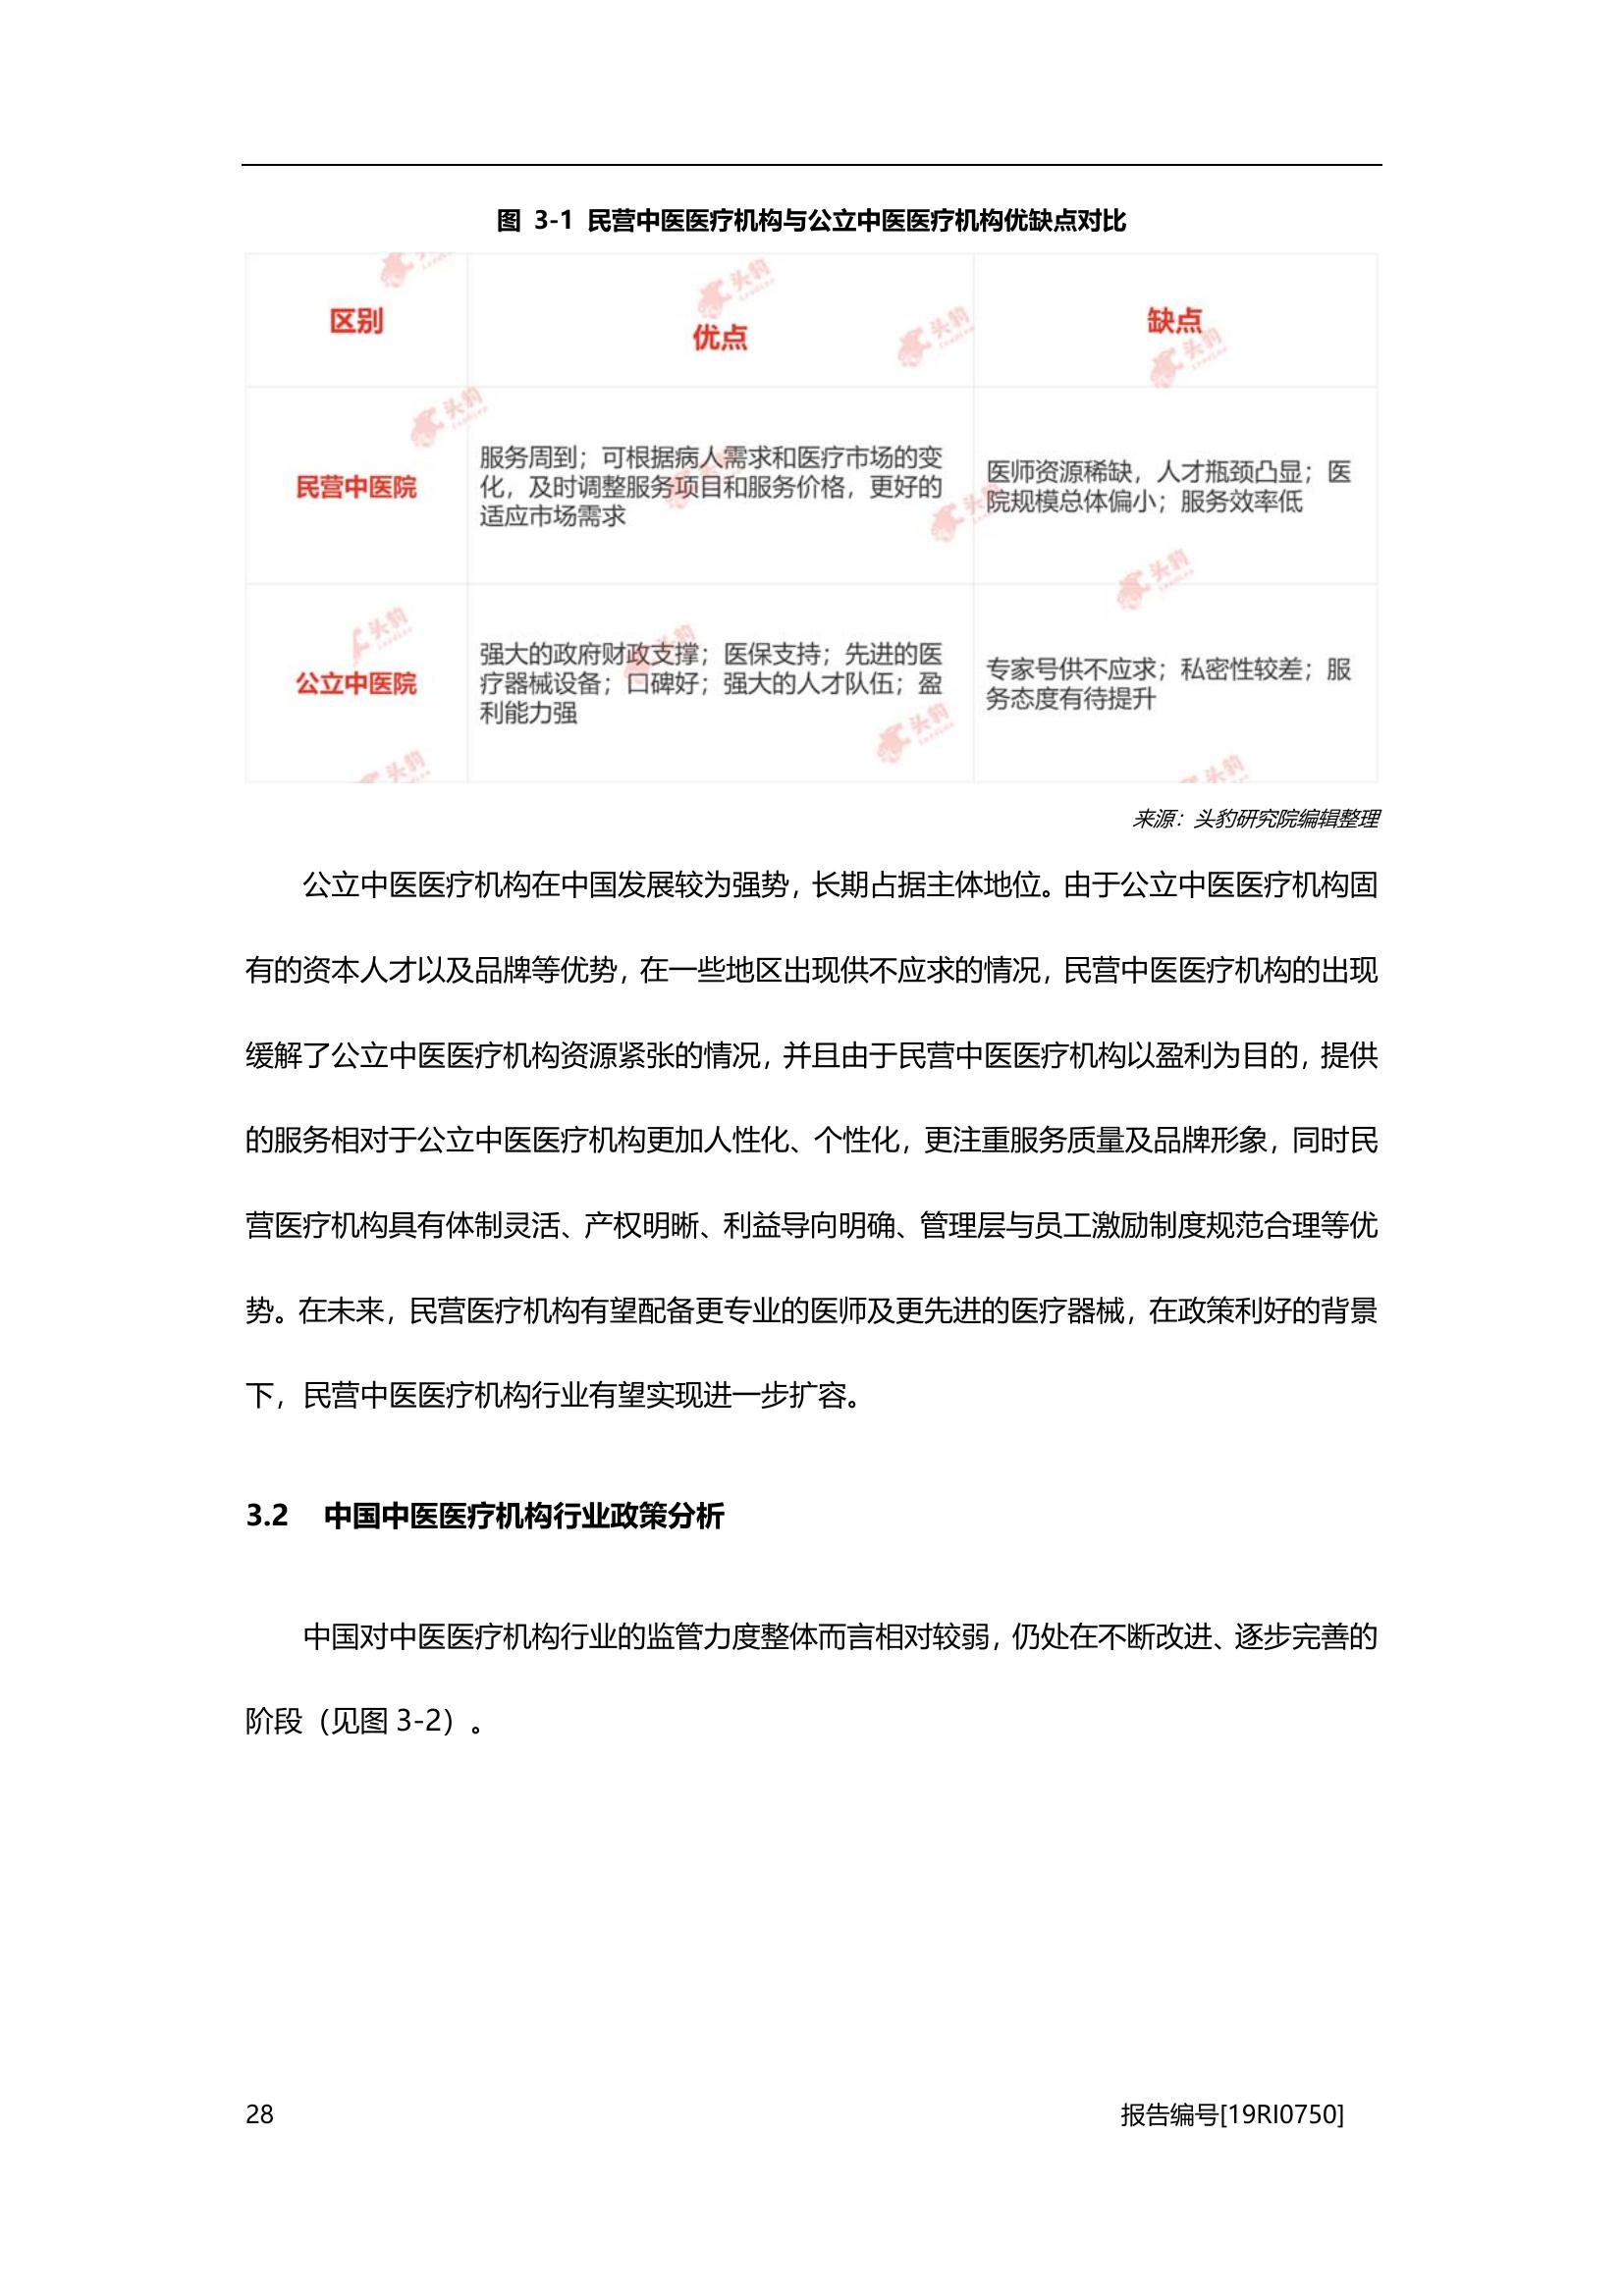 图 3-1 民营中医医疗机构与公立中医医疗机构优缺点对比
区别
优点
缺点
民营中医院
服务周到；可根据病人需求和医疗市场的变
化，及时调整服务项目和服务价格，更好的
适应市场需求
医师资源稀缺，人才瓶颈凸显；医
院规模总体偏小；服务效率低
公立中医院
强大的政府财政支撑；医保支持；先进的医
疗器械设备；口碑好；强大的人才队伍；盈
利能力强
专家号供不应求；私密性较差；服
务态度有待提升
来源：头豹研究院编辑整理
公立中医医疗机构在中国发展较为强势，长期占据主体地位。由于公立中医医疗机构固
有的资本人才以及品牌等优势，在一些地区出现供不应求的情况，民营中医医疗机构的出现
缓解了公立中医医疗机构资源紧张的情况，并且由于民营中医医疗机构以盈利为目的，提供
的服务相对于公立中医医疗机构更加人性化、个性化，更注重服务质量及品牌形象，同时民
营医疗机构具有体制灵活、产权明晰、利益导向明确、管理层与员工激励制度规范合理等优
势。在未来，民营医疗机构有望配备更专业的医师及更先进的医疗器械，在政策利好的背景
下，民营中医医疗机构行业有望实现进一步扩容。
3.2 中国中医医疗机构行业政策分析
中国对中医医疗机构行业的监管力度整体而言相对较弱，仍处在不断改进、逐步完善的
阶段（见图 3-2）。
28 报告编号[19RI0750]